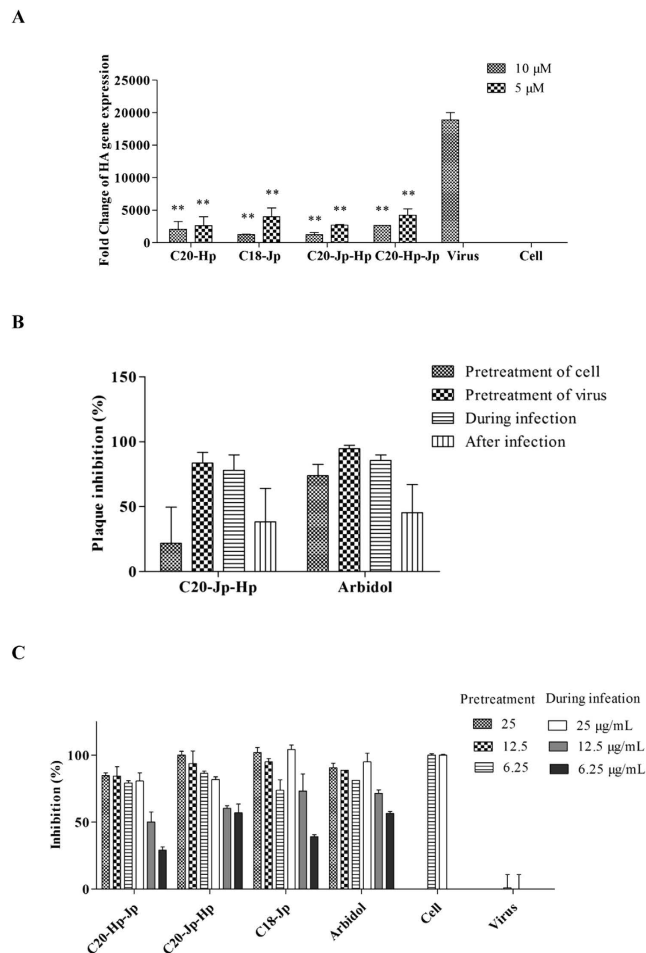 A
10 μM
5 μM
Fold Change of HA gene expression
25000
20000
15000
10000
5000
0
** ** ** ** ** ** ** **
C20-Hp C18-Jp C20-Jp-Hp C20-Hp-Jp Virus Cell
B
Pretreatment of cell
Pretreatment of virus
During infection
After infection
Plaque inhibition (%)
150
100
50
0
C20-Jp-Hp Arbidol
C
Pretreatment During infeation
25 25 μg/mL
12.5 12.5 μg/mL
6.25 6.25 μg/mL
Inhibition (%)
100
50
0
C20-Hp-Jp C20-Jp-Hp C18-Jp Arbidol Cell Virus